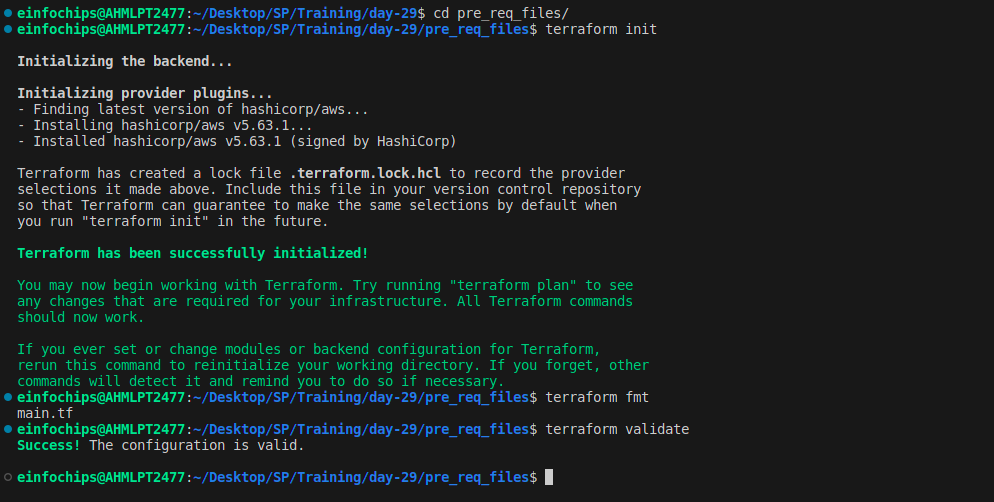 einfochips@AHMLPT2477:~/Desktop/SP/Training/day-29$ cd pre_req_files/
einfochips@AHMLPT2477:~/Desktop/SP/Training/day-29/pre_req_files$ terraform init
Initializing the backend...
Initializing provider plugins...
- Finding latest version of hashicorp/aws...
- Installing hashicorp/aws v5.63.1...
- Installed hashicorp/aws v5.63.1 (signed by HashiCorp)
Terraform has created a lock file .terraform.lock.hcl to record the provider
selections it made above. Include this file in your version control repository
so that Terraform can guarantee to make the same selections by default when
you run "terraform init" in the future.
Terraform has been successfully initialized!
You may now begin working with Terraform. Try running "terraform plan" to see
any changes that are required for your infrastructure. All Terraform commands
should now work.
If you ever set or change modules or backend configuration for Terraform,
rerun this command to reinitialize your working directory. If you forget, other
commands will detect it and remind you to do so if necessary.
einfochips@AHMLPT2477:~/Desktop/SP/Training/day-29/pre_req_files$ terraform fmt
main.tf
einfochips@AHMLPT2477:~/Desktop/SP/Training/day-29/pre_req_files$ terraform validate
Success! The configuration is valid.
einfochips@AHMLPT2477:~/Desktop/SP/Training/day-29/pre_req_files$